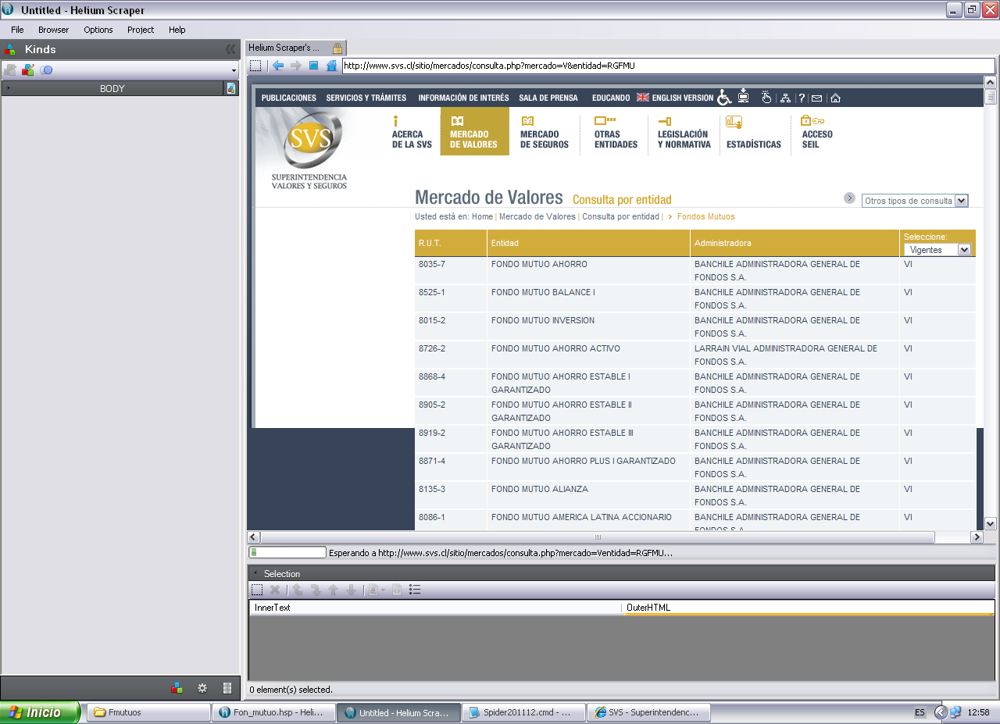 Untitled - Helium Scraper
File Browser Options Project Help
Kinds
BODY
Helium Scraper's ...
http://www.svs.cl/sitio/mercados/consulta.php?mercado=V&entidad=RGFMU
PUBLICACIONES SERVICIOS Y TRÁMITES INFORMACIÓN DE INTERÉS SALA DE PRENSA EDUCANDO ENGLISH VERSION ?
SVS
SUPERINTENDENCIA
VALORES Y SEGUROS
ACERCA
DE LA SVS
MERCADO
DE VALORES
MERCADO
DE SEGUROS
OTRAS
ENTIDADES
LEGISLACIÓN
Y NORMATIVA
ESTADÍSTICAS
ACCESO
SEIL
Mercado de Valores Consulta por entidad
Otros tipos de consulta
Usted está en: Home | Mercado de Valores | Consulta por entidad | > Fondos Mutuos
R.U.T. Entidad Administradora Seleccione:
Vigentes
8035-7 FONDO MUTUO AHORRO BANCHILE ADMINISTRADORA GENERAL DE VI
FONDOS S.A.
8525-1 FONDO MUTUO BALANCE I BANCHILE ADMINISTRADORA GENERAL DE VI
FONDOS S.A.
8015-2 FONDO MUTUO INVERSION BANCHILE ADMINISTRADORA GENERAL DE VI
FONDOS S.A.
8726-2 FONDO MUTUO AHORRO ACTIVO LARRAIN VIAL ADMINISTRADORA GENERAL DE VI
FONDOS S.A.
8868-4 FONDO MUTUO AHORRO ESTABLE I BANCHILE ADMINISTRADORA GENERAL DE VI
GARANTIZADO FONDOS S.A.
8905-2 FONDO MUTUO AHORRO ESTABLE II BANCHILE ADMINISTRADORA GENERAL DE VI
GARANTIZADO FONDOS S.A.
8919-2 FONDO MUTUO AHORRO ESTABLE III BANCHILE ADMINISTRADORA GENERAL DE VI
GARANTIZADO FONDOS S.A.
8871-4 FONDO MUTUO AHORRO PLUS I GARANTIZADO BANCHILE ADMINISTRADORA GENERAL DE VI
FONDOS S.A.
8135-3 FONDO MUTUO ALIANZA BANCHILE ADMINISTRADORA GENERAL DE VI
FONDOS S.A.
8086-1 FONDO MUTUO AMERICA LATINA ACCIONARIO BANCHILE ADMINISTRADORA GENERAL DE VI
FONDOS S.A.
Esperando a http://www.svs.cl/sitio/mercados/consulta.php?mercado=Ventidad=RGFMU...
Selection
InnerText OuterHTML
0 element(s) selected.
Inicio Fmutuos Fon_mutuo.hsp - Heli... Untitled - Helium Scra... Spider201112.cmd - ... SVS - Superintendenc... ES 12:58